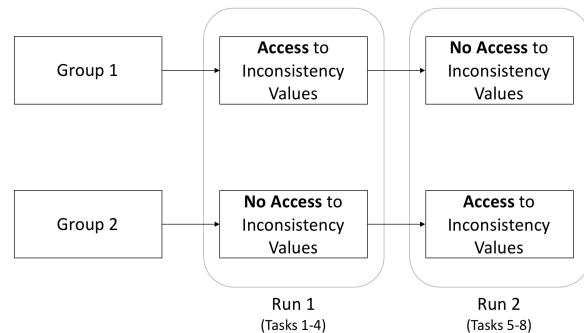 Group 1
Access to
Inconsistency
Values
No Access to
Inconsistency
Values
Group 2
No Access to
Inconsistency
Values
Access to
Inconsistency
Values
Run 1
(Tasks 1-4)
Run 2
(Tasks 5-8)